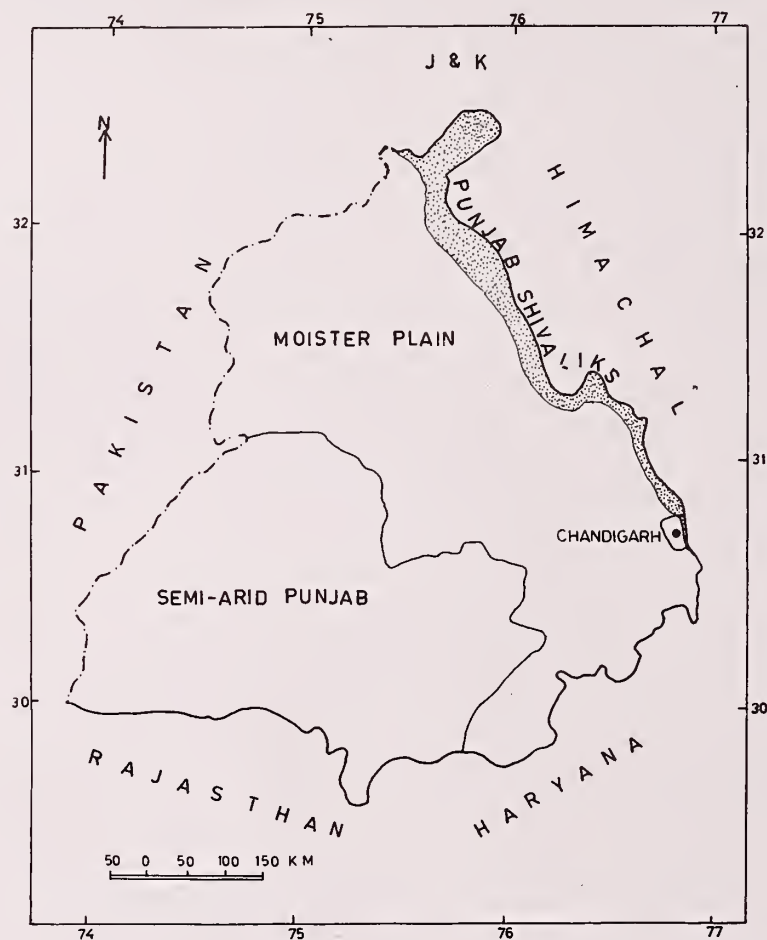 74 75 76 77
J & K
N
HIMACHAL
PUNJAB SHIVALIKS
32 32
PAKISTAN
MOISTER PLAIN
31 31
CHANDIGARH
SEMI-ARID PUNJAB
30 30
RAJASTHAN
HARYANA
50 0 50 100 150 KM
74 75 76 77